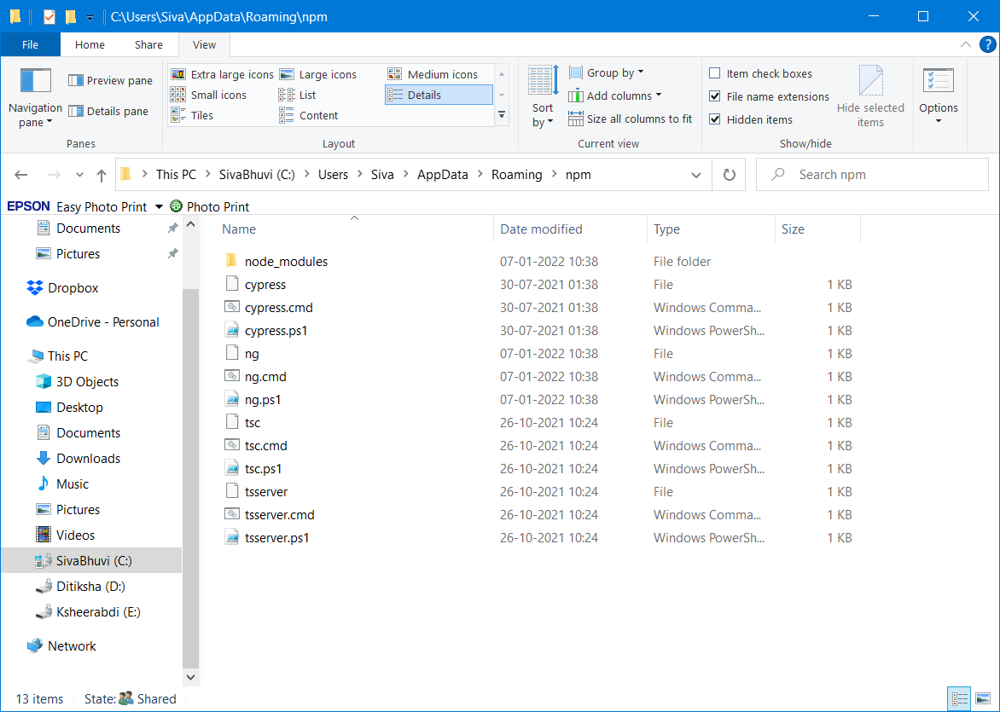 C:\Users\Siva\AppData\Roaming\npm
File Home Share View
Navigation pane
Preview pane
Details pane
Panes
Extra large icons Large icons Medium icons
Small icons List Details
Tiles Content
Layout
Sort by
Group by
Add columns
Size all columns to fit
Current view
Item check boxes
File name extensions
Hidden items
Hide selected items
Show/hide
Options
This PC SivaBhuvi (C:) Users Siva AppData Roaming npm
Search npm
EPSON Easy Photo Print Photo Print
Documents
Pictures
Dropbox
OneDrive - Personal
This PC
3D Objects
Desktop
Documents
Downloads
Music
Pictures
Videos
SivaBhuvi (C:)
Ditiksha (D:)
Ksheerabdi (E:)
Network
Name Date modified Type Size
node_modules 07-01-2022 10:38 File folder
cypress 30-07-2021 01:38 File 1 KB
cypress.cmd 30-07-2021 01:38 Windows Comma... 1 KB
cypress.ps1 30-07-2021 01:38 Windows PowerSh... 1 KB
ng 07-01-2022 10:38 File 1 KB
ng.cmd 07-01-2022 10:38 Windows Comma... 1 KB
ng.ps1 07-01-2022 10:38 Windows PowerSh... 1 KB
tsc 26-10-2021 10:24 File 1 KB
tsc.cmd 26-10-2021 10:24 Windows Comma... 1 KB
tsc.ps1 26-10-2021 10:24 Windows PowerSh... 1 KB
tsserver 26-10-2021 10:24 File 1 KB
tsserver.cmd 26-10-2021 10:24 Windows Comma... 1 KB
tsserver.ps1 26-10-2021 10:24 Windows PowerSh... 1 KB
13 items State: Shared